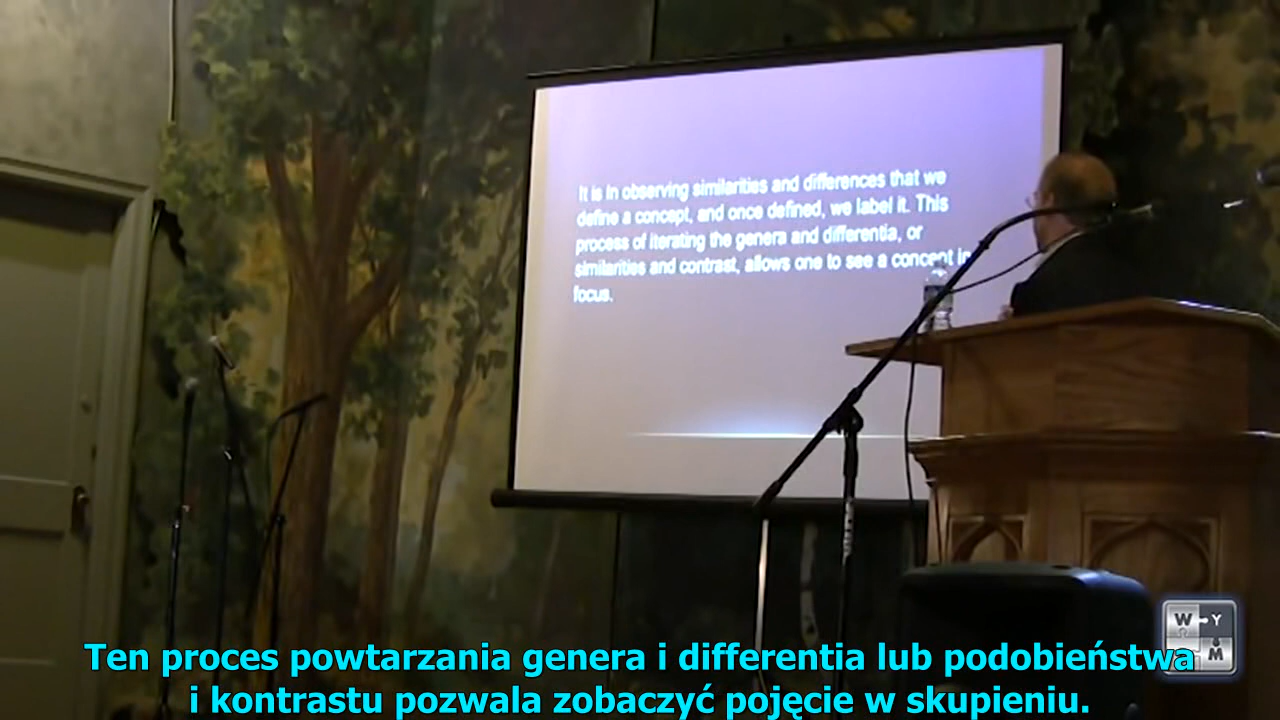 It is in observing similarities and differences that we
define a concept, and once defined, we label it. This
process of iterating the genera and differentia, or
similarities and contrast, allows one to see a concept in
focus.
W Y
M
Ten proces powtarzania genera i differentia lub podobieństwa
i kontrastu pozwala zobaczyć pojęcie w skupieniu.